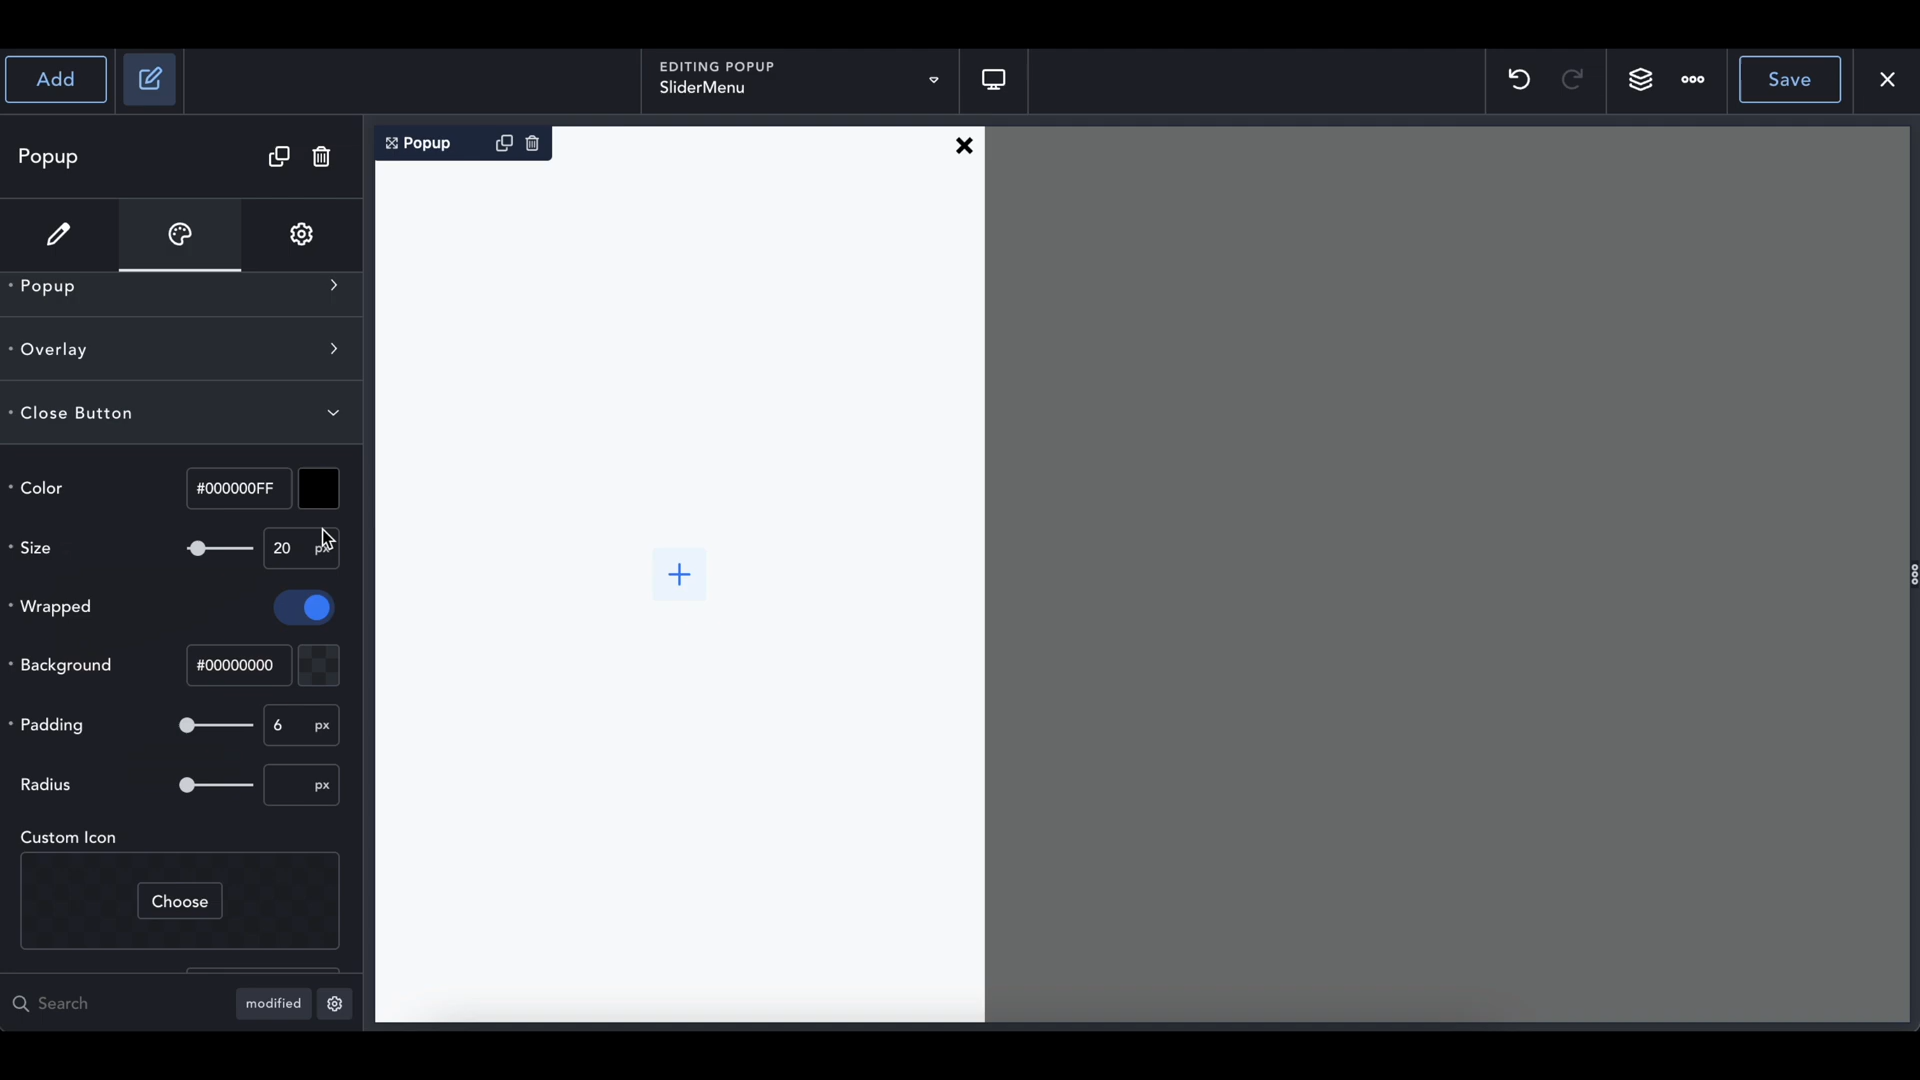 Add
EDITING POPUP
SliderMenu
Save
Popup
Popup
Popup
Overlay
Close Button
Color #000000FF
Size 20 px
Wrapped
Background #00000000
Padding 6 px
Radius px
Custom Icon
Choose
Search modified